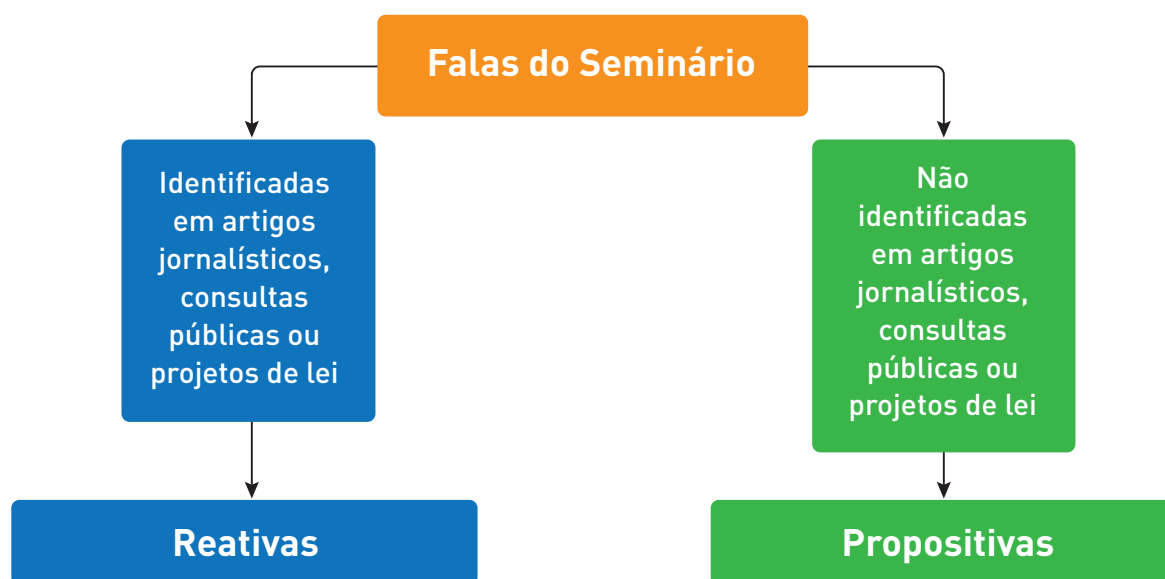 Falas do Seminário
Identificadas
em artigos
jornalísticos,
consultas
públicas ou
projetos de lei
Não
identificadas
em artigos
jornalísticos,
consultas
públicas ou
projetos de lei
Reativas
Propositivas